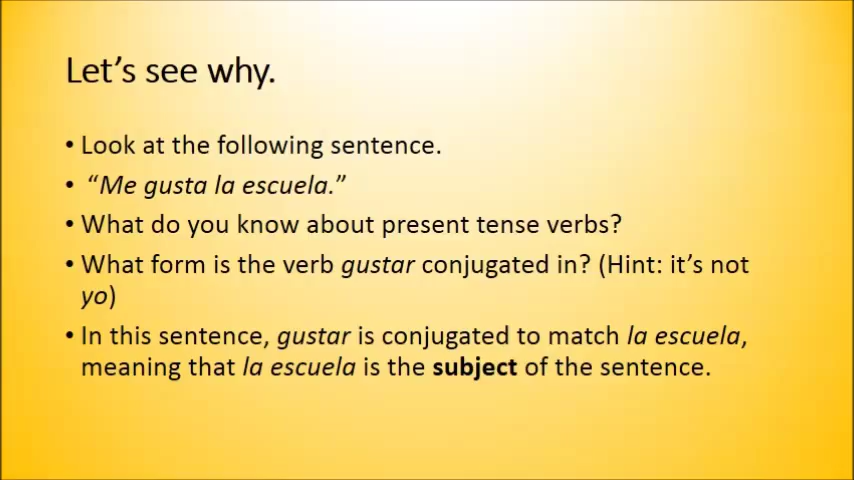 Let's see why.
• Look at the following sentence.
• “Me gusta la escuela.”
• What do you know about present tense verbs?
• What form is the verb gustar conjugated in? (Hint: it's not
yo)
• In this sentence, gustar is conjugated to match la escuela,
meaning that la escuela is the subject of the sentence.